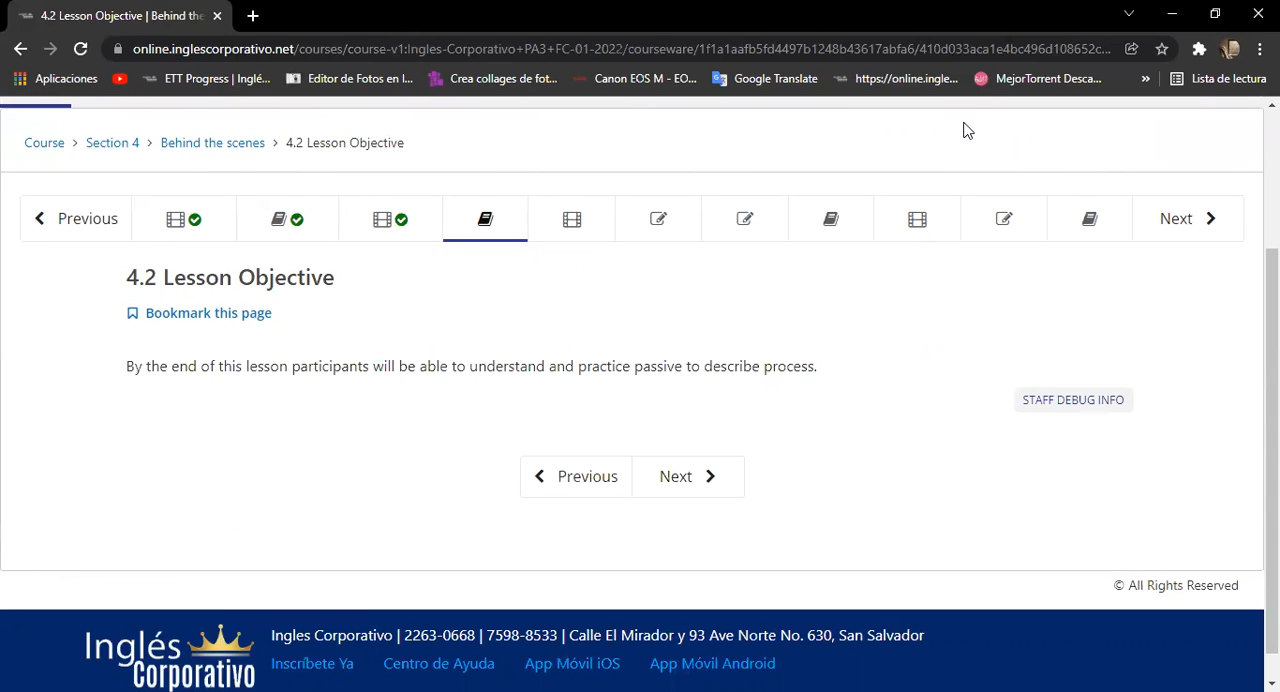 4.2 Lesson Objective | Behind the
online.inglescorporativo.net/courses/course-v1:Ingles-Corporativo+PA3+FC-01-2022/courseware/1f1a1aafb5fd4497b1248b43617abfa6/410d033aca1e4bc496d108652c...
Aplicaciones ETT Progress | Inglé... Editor de Fotos en l... Crea collages de fot... Canon EOS M - EO... Google Translate https://online.ingle... MejorTorrent Desca... » Lista de lectura
Course > Section 4 > Behind the scenes > 4.2 Lesson Objective
Previous Next
4.2 Lesson Objective
Bookmark this page
By the end of this lesson participants will be able to understand and practice passive to describe process.
STAFF DEBUG INFO
Previous Next
© All Rights Reserved
Inglés Corporativo
Ingles Corporativo | 2263-0668 | 7598-8533 | Calle El Mirador y 93 Ave Norte No. 630, San Salvador
Inscríbete Ya Centro de Ayuda App Móvil iOS App Móvil Android